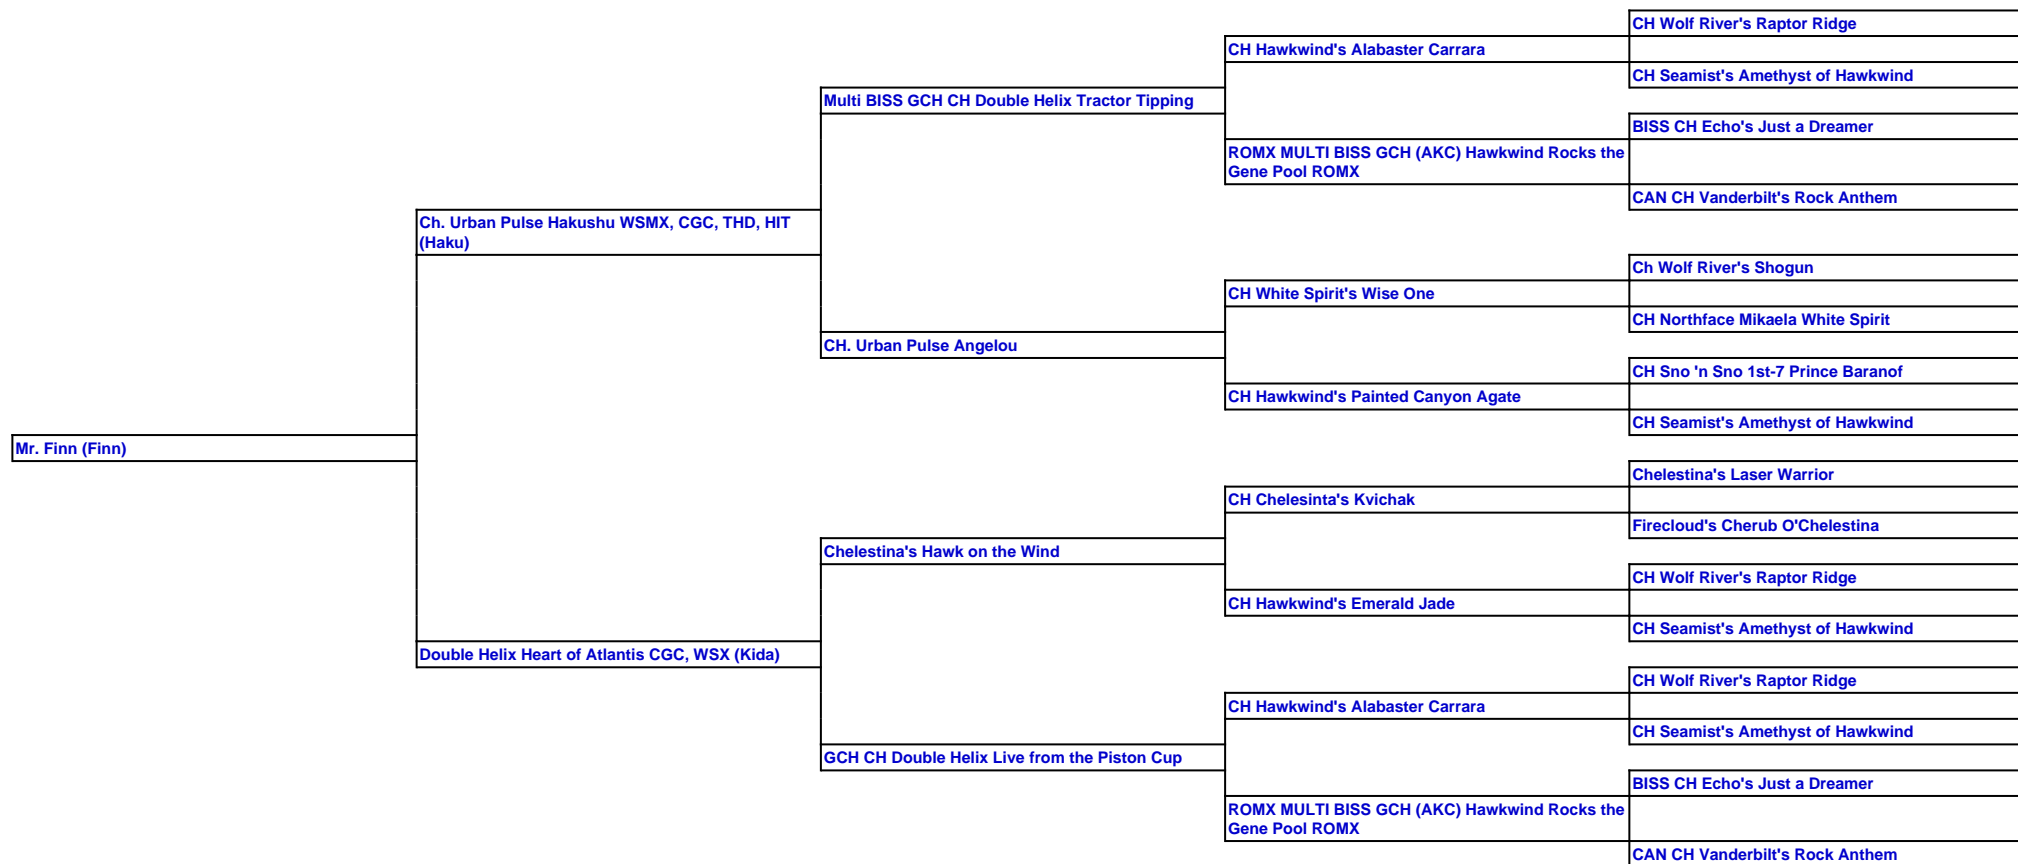 CH Wolf River's Raptor Ridge
CH Hawkwind's Alabaster Carrara
CH Seamist's Amethyst of Hawkwind
Multi BISS GCH CH Double Helix Tractor Tipping
BISS CH Echo's Just a Dreamer
ROMX MULTI BISS GCH (AKC) Hawkwind Rocks the
Gene Pool ROMX
CAN CH Vanderbilt's Rock Anthem
Ch. Urban Pulse Hakushu WSMX, CGC, THD, HIT
(Haku)
Ch Wolf River's Shogun
CH White Spirit's Wise One
CH Northface Mikaela White Spirit
CH. Urban Pulse Angelou
CH Sno 'n Sno 1st-7 Prince Baranof
CH Hawkwind's Painted Canyon Agate
CH Seamist's Amethyst of Hawkwind
Mr. Finn (Finn)
Chelestina's Laser Warrior
CH Chelesinta's Kvichak
Firecloud's Cherub O'Chelestina
Chelestina's Hawk on the Wind
CH Wolf River's Raptor Ridge
CH Hawkwind's Emerald Jade
CH Seamist's Amethyst of Hawkwind
Double Helix Heart of Atlantis CGC, WSX (Kida)
CH Wolf River's Raptor Ridge
CH Hawkwind's Alabaster Carrara
CH Seamist's Amethyst of Hawkwind
GCH CH Double Helix Live from the Piston Cup
BISS CH Echo's Just a Dreamer
ROMX MULTI BISS GCH (AKC) Hawkwind Rocks the
Gene Pool ROMX
CAN CH Vanderbilt's Rock Anthem